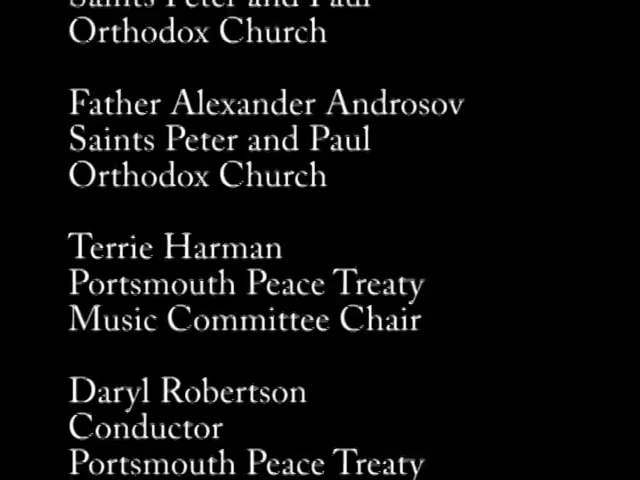 Saints Peter and Paul
Orthodox Church
Father Alexander Androsov
Saints Peter and Paul
Orthodox Church
Terrie Harman
Portsmouth Peace Treaty
Music Committee Chair
Daryl Robertson
Conductor
Portsmouth Peace Treaty